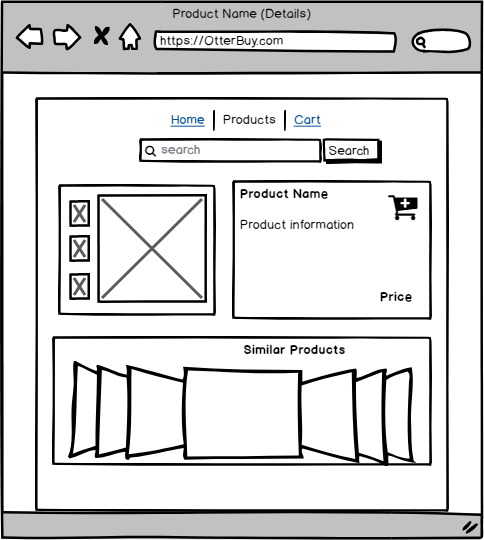 Product Name (Details)
https://OtterBuy.com
Home Products Cart
search Search
Product Name
Product information
Price
Similar Products